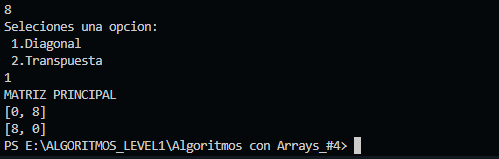 8
Seleciones una opcion:
 1.Diagonal
 2.Transpuesta
1
MATRIZ PRINCIPAL
[0, 8]
[8, 0]
PS E:\ALGORITMOS_LEVEL1\Algoritmos con Arrays_#4>